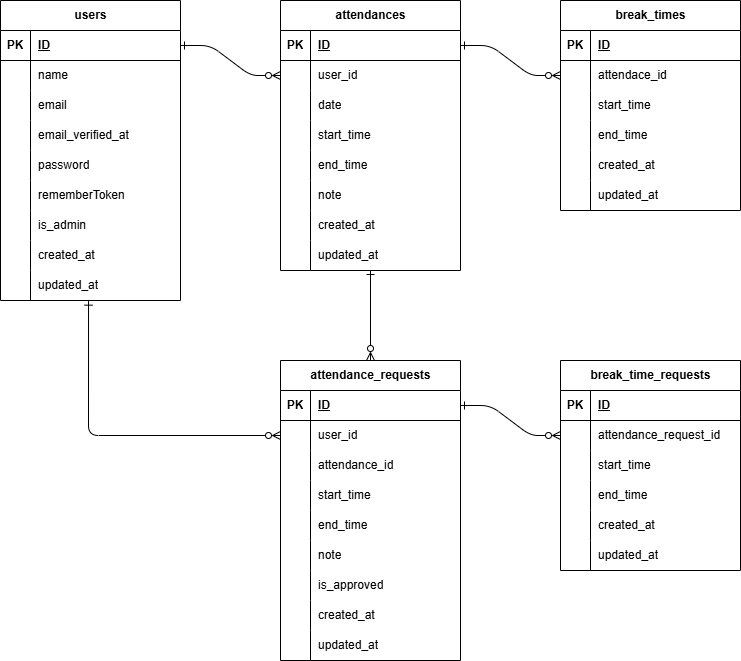 users
PK ID
name
email
email_verified_at
password
rememberToken
is_admin
created_at
updated_at
attendances
PK ID
user_id
date
start_time
end_time
note
created_at
updated_at
break_times
PK ID
attendace_id
start_time
end_time
created_at
updated_at
attendance_requests
PK ID
user_id
attendance_id
start_time
end_time
note
is_approved
created_at
updated_at
break_time_requests
PK ID
attendance_request_id
start_time
end_time
created_at
updated_at